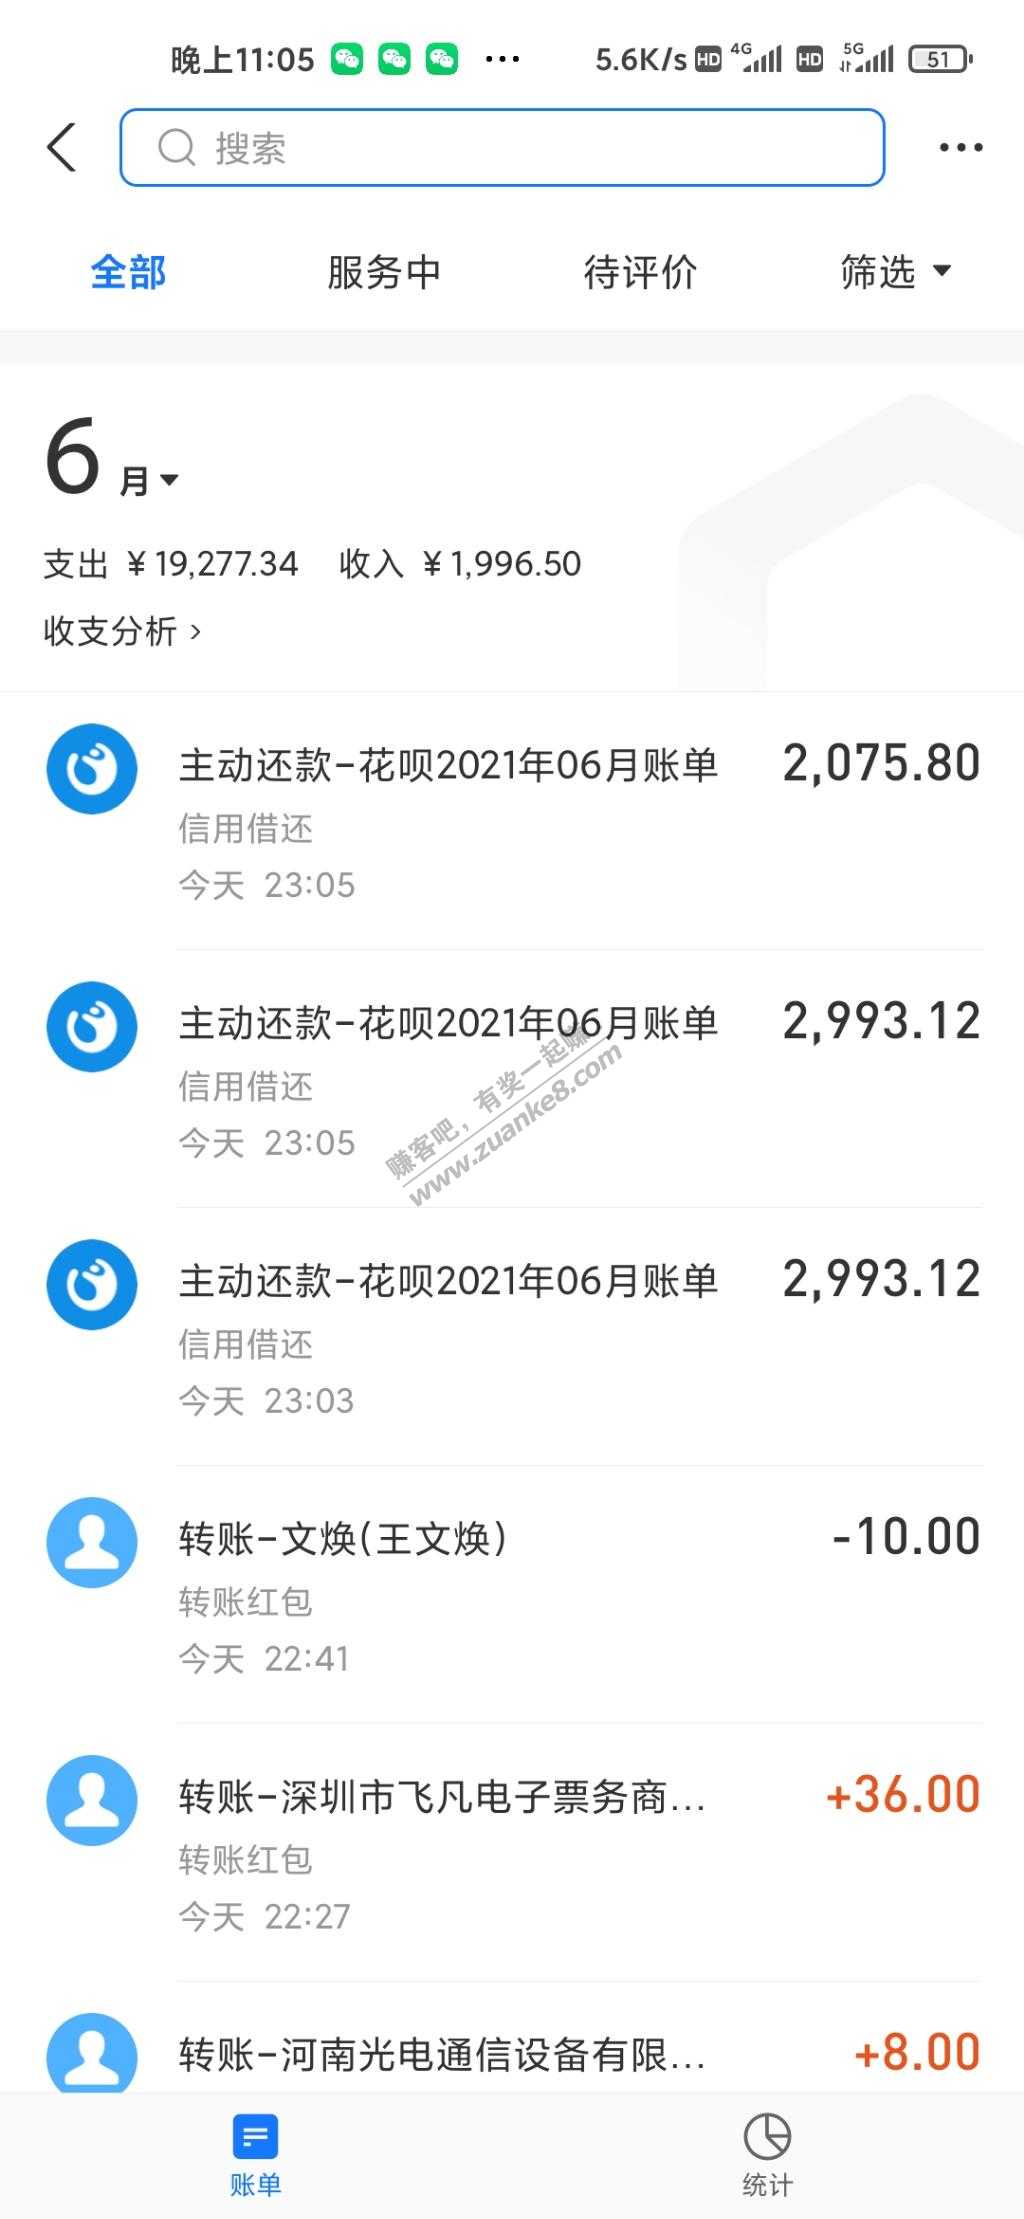 晚上11:05 ··· 5.6K/s HD 4G HD 5G 51
搜索
全部 服务中 待评价 筛选
6月
支出 ¥19,277.34 收入 ¥1,996.50
收支分析
主动还款-花呗2021年06月账单 2,075.80
信用借还
今天 23:05
主动还款-花呗2021年06月账单 2,993.12
信用借还
今天 23:05
赚客吧，有奖一起赚
www.zuanke8.com
主动还款-花呗2021年06月账单 2,993.12
信用借还
今天 23:03
转账-文焕(王文焕) -10.00
转账红包
今天 22:41
转账-深圳市飞凡电子票务商... +36.00
转账红包
今天 22:27
转账-河南光电通信设备有限... +8.00
账单 统计